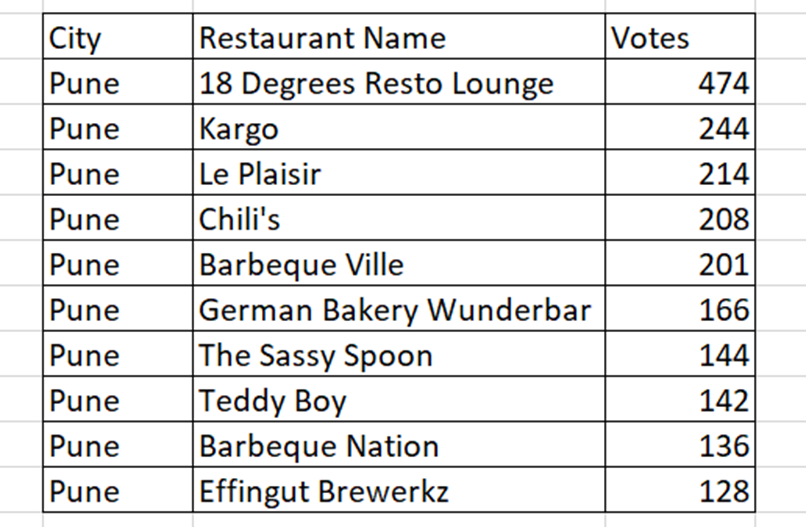 City Restaurant Name Votes
Pune 18 Degrees Resto Lounge 474
Pune Kargo 244
Pune Le Plaisir 214
Pune Chili's 208
Pune Barbeque Ville 201
Pune German Bakery Wunderbar 166
Pune The Sassy Spoon 144
Pune Teddy Boy 142
Pune Barbeque Nation 136
Pune Effingut Brewerkz 128